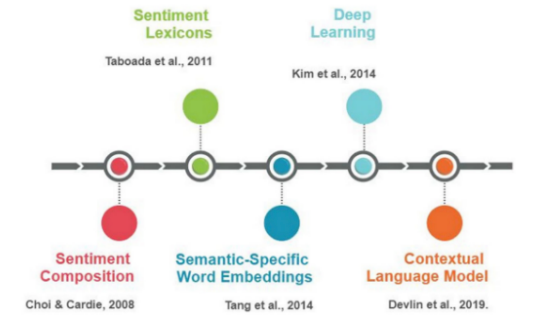 Sentiment
Lexicons
Taboada et al., 2011
Deep
Learning
Kim et al., 2014
Sentiment
Composition
Choi & Cardie, 2008
Semantic-Specific
Word Embeddings
Tang et al., 2014
Contextual
Language Model
Devlin et al., 2019.